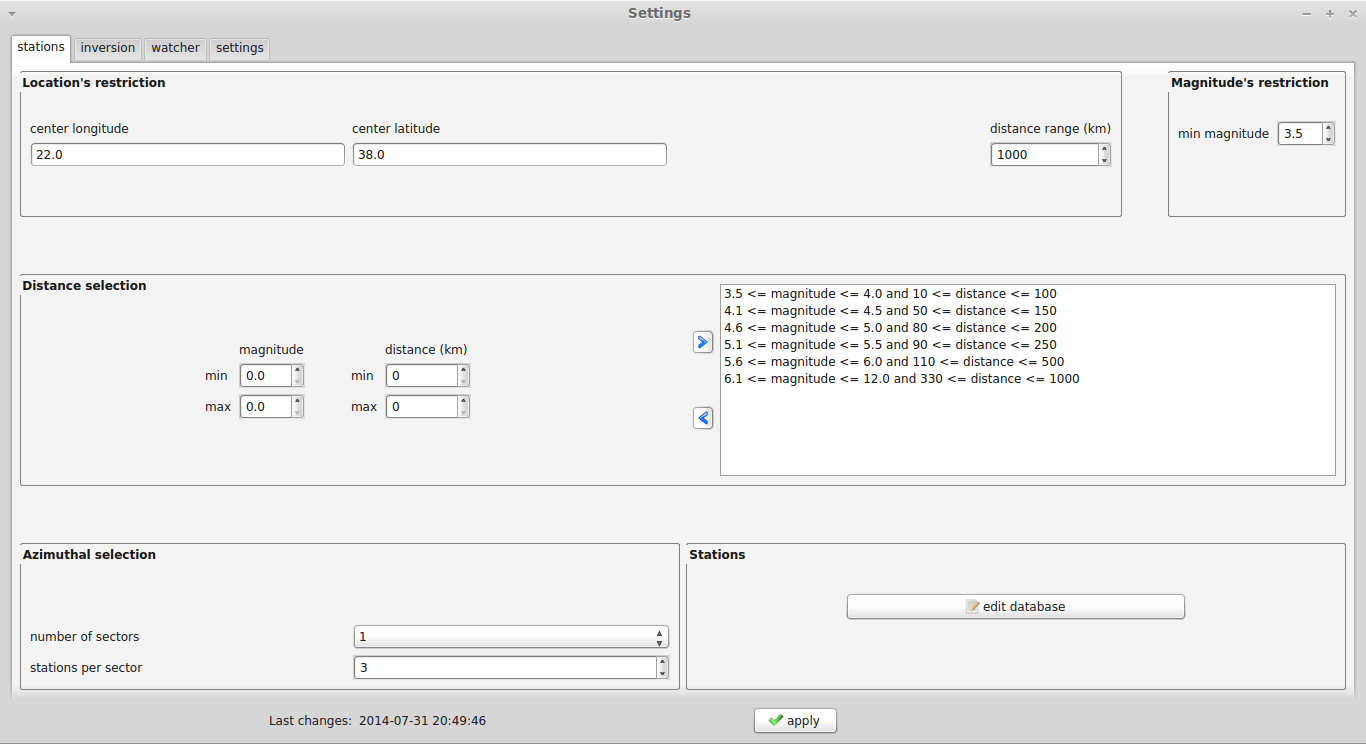 Settings
stations inversion watcher settings
Location's restriction
center longitude center latitude distance range (km)
22.0 38.0 1000
Magnitude's restriction
min magnitude 3.5
Distance selection
magnitude distance (km)
min 0.0 min 0
max 0.0 max 0
3.5 <= magnitude <= 4.0 and 10 <= distance <= 100
4.1 <= magnitude <= 4.5 and 50 <= distance <= 150
4.6 <= magnitude <= 5.0 and 80 <= distance <= 200
5.1 <= magnitude <= 5.5 and 90 <= distance <= 250
5.6 <= magnitude <= 6.0 and 110 <= distance <= 500
6.1 <= magnitude <= 12.0 and 330 <= distance <= 1000
Azimuthal selection
number of sectors 1
stations per sector 3
Stations
edit database
Last changes: 2014-07-31 20:49:46
apply